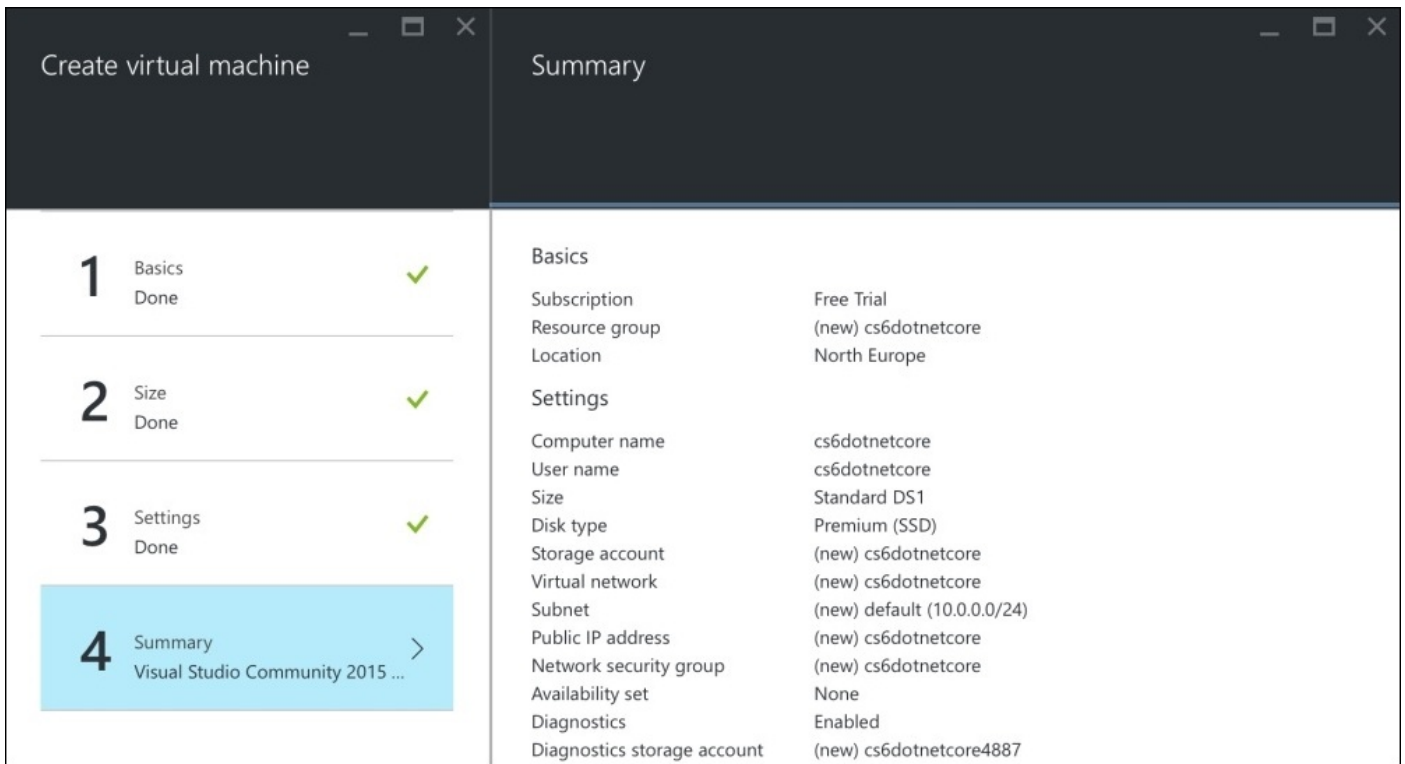 Create virtual machine
1
Basics
Done
2
Size
Done
3
Settings
Done
4
Summary
Visual Studio Community 2015 ...
Summary
Basics
Subscription Free Trial
Resource group (new) cs6dotnetcore
Location North Europe
Settings
Computer name cs6dotnetcore
User name cs6dotnetcore
Size Standard DS1
Disk type Premium (SSD)
Storage account (new) cs6dotnetcore
Virtual network (new) cs6dotnetcore
Subnet (new) default (10.0.0.0/24)
Public IP address (new) cs6dotnetcore
Network security group (new) cs6dotnetcore
Availability set None
Diagnostics Enabled
Diagnostics storage account (new) cs6dotnetcore4887